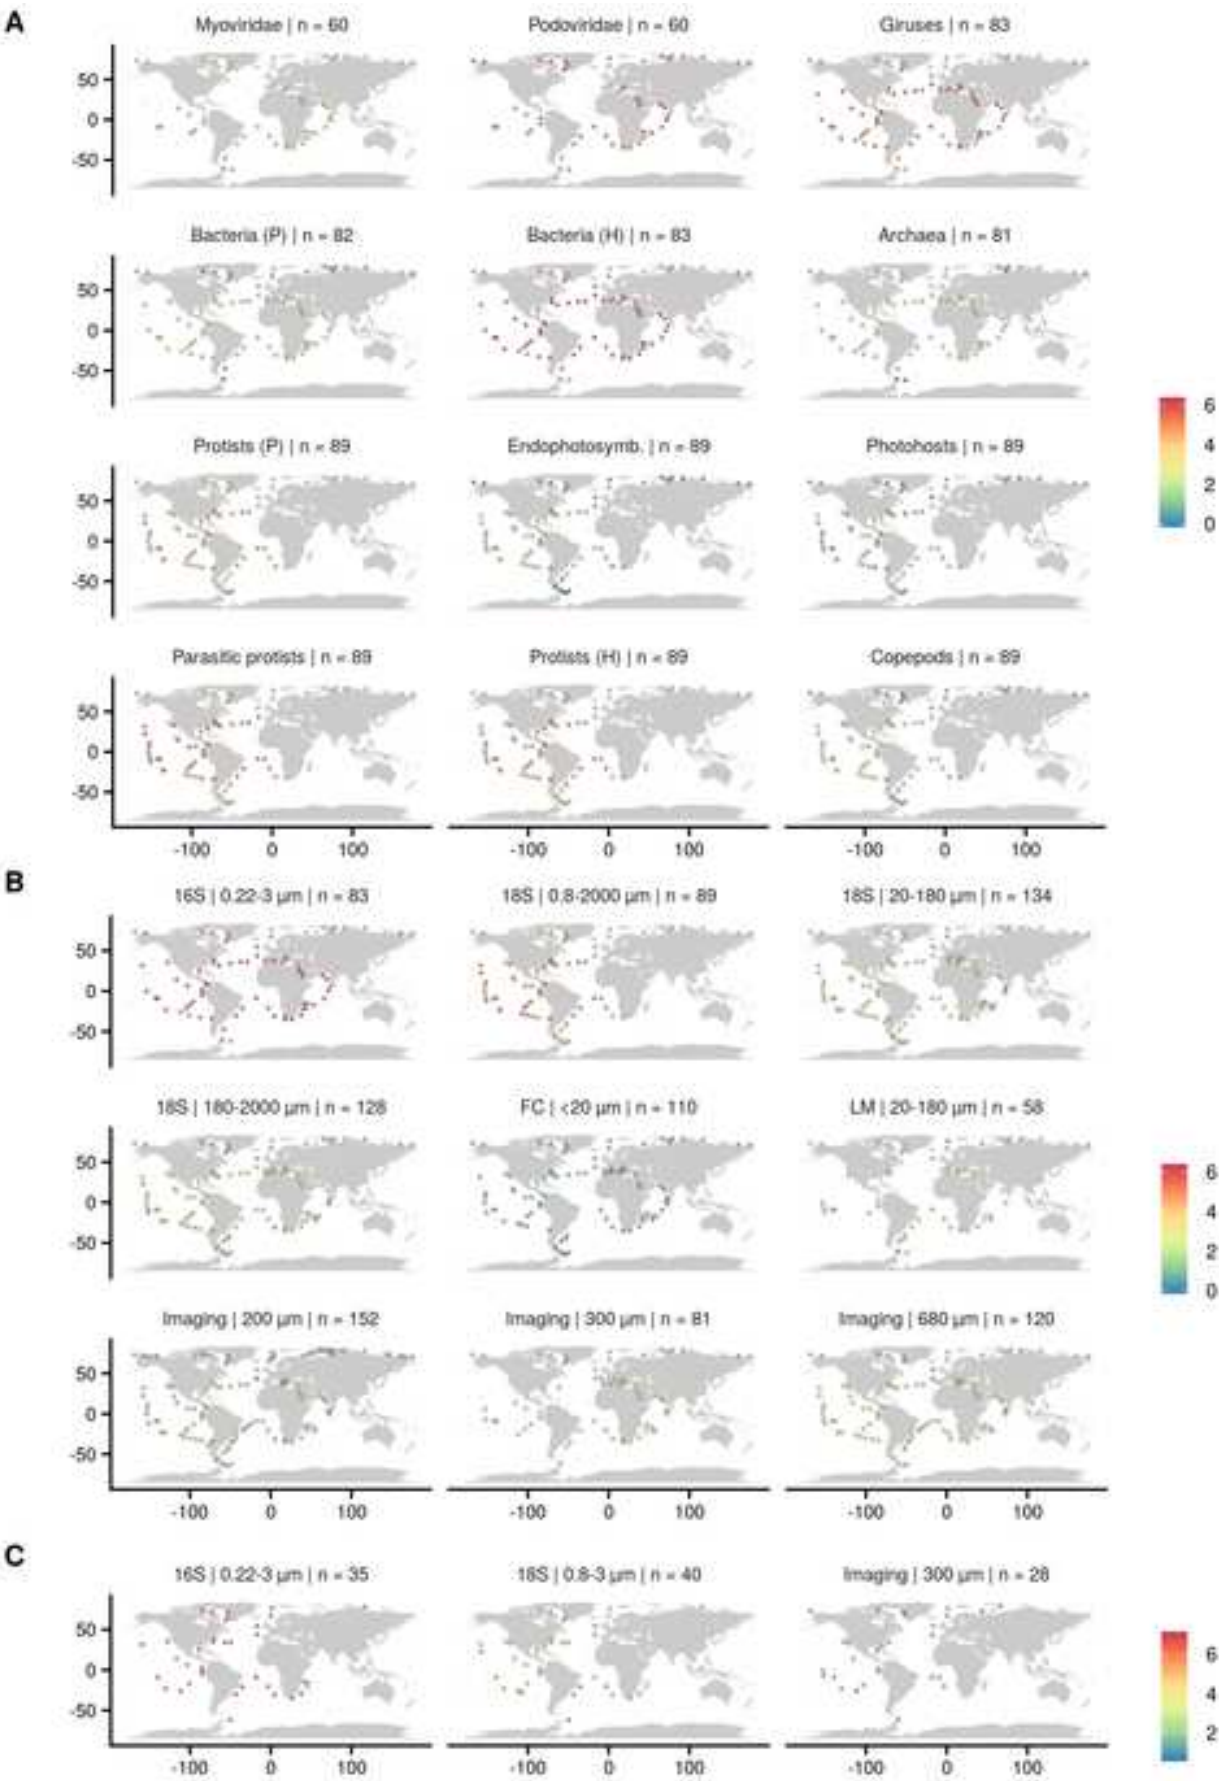 A
Myoviridae | n = 60
Podoviridae | n = 60
Giruses | n = 83
50
0
-50
Bacteria (P) | n = 82
Bacteria (H) | n = 83
Archaea | n = 81
50
0
-50
6
4
2
0
Protists (P) | n = 89
Endophotosymb. | n = 89
Photohosts | n = 89
50
0
-50
Parasitic protists | n = 89
Protists (H) | n = 89
Copepods | n = 89
50
0
-50
-100 0 100
-100 0 100
-100 0 100
B
16S | 0.22-3 µm | n = 83
18S | 0.8-2000 µm | n = 89
18S | 20-180 µm | n = 134
50
0
-50
18S | 180-2000 µm | n = 128
FC | <20 µm | n = 110
LM | 20-180 µm | n = 58
50
0
-50
6
4
2
0
Imaging | 200 µm | n = 152
Imaging | 300 µm | n = 81
Imaging | 680 µm | n = 120
50
0
-50
-100 0 100
-100 0 100
-100 0 100
C
16S | 0.22-3 µm | n = 35
18S | 0.8-3 µm | n = 40
Imaging | 300 µm | n = 28
50
0
-50
6
4
2
-100 0 100
-100 0 100
-100 0 100